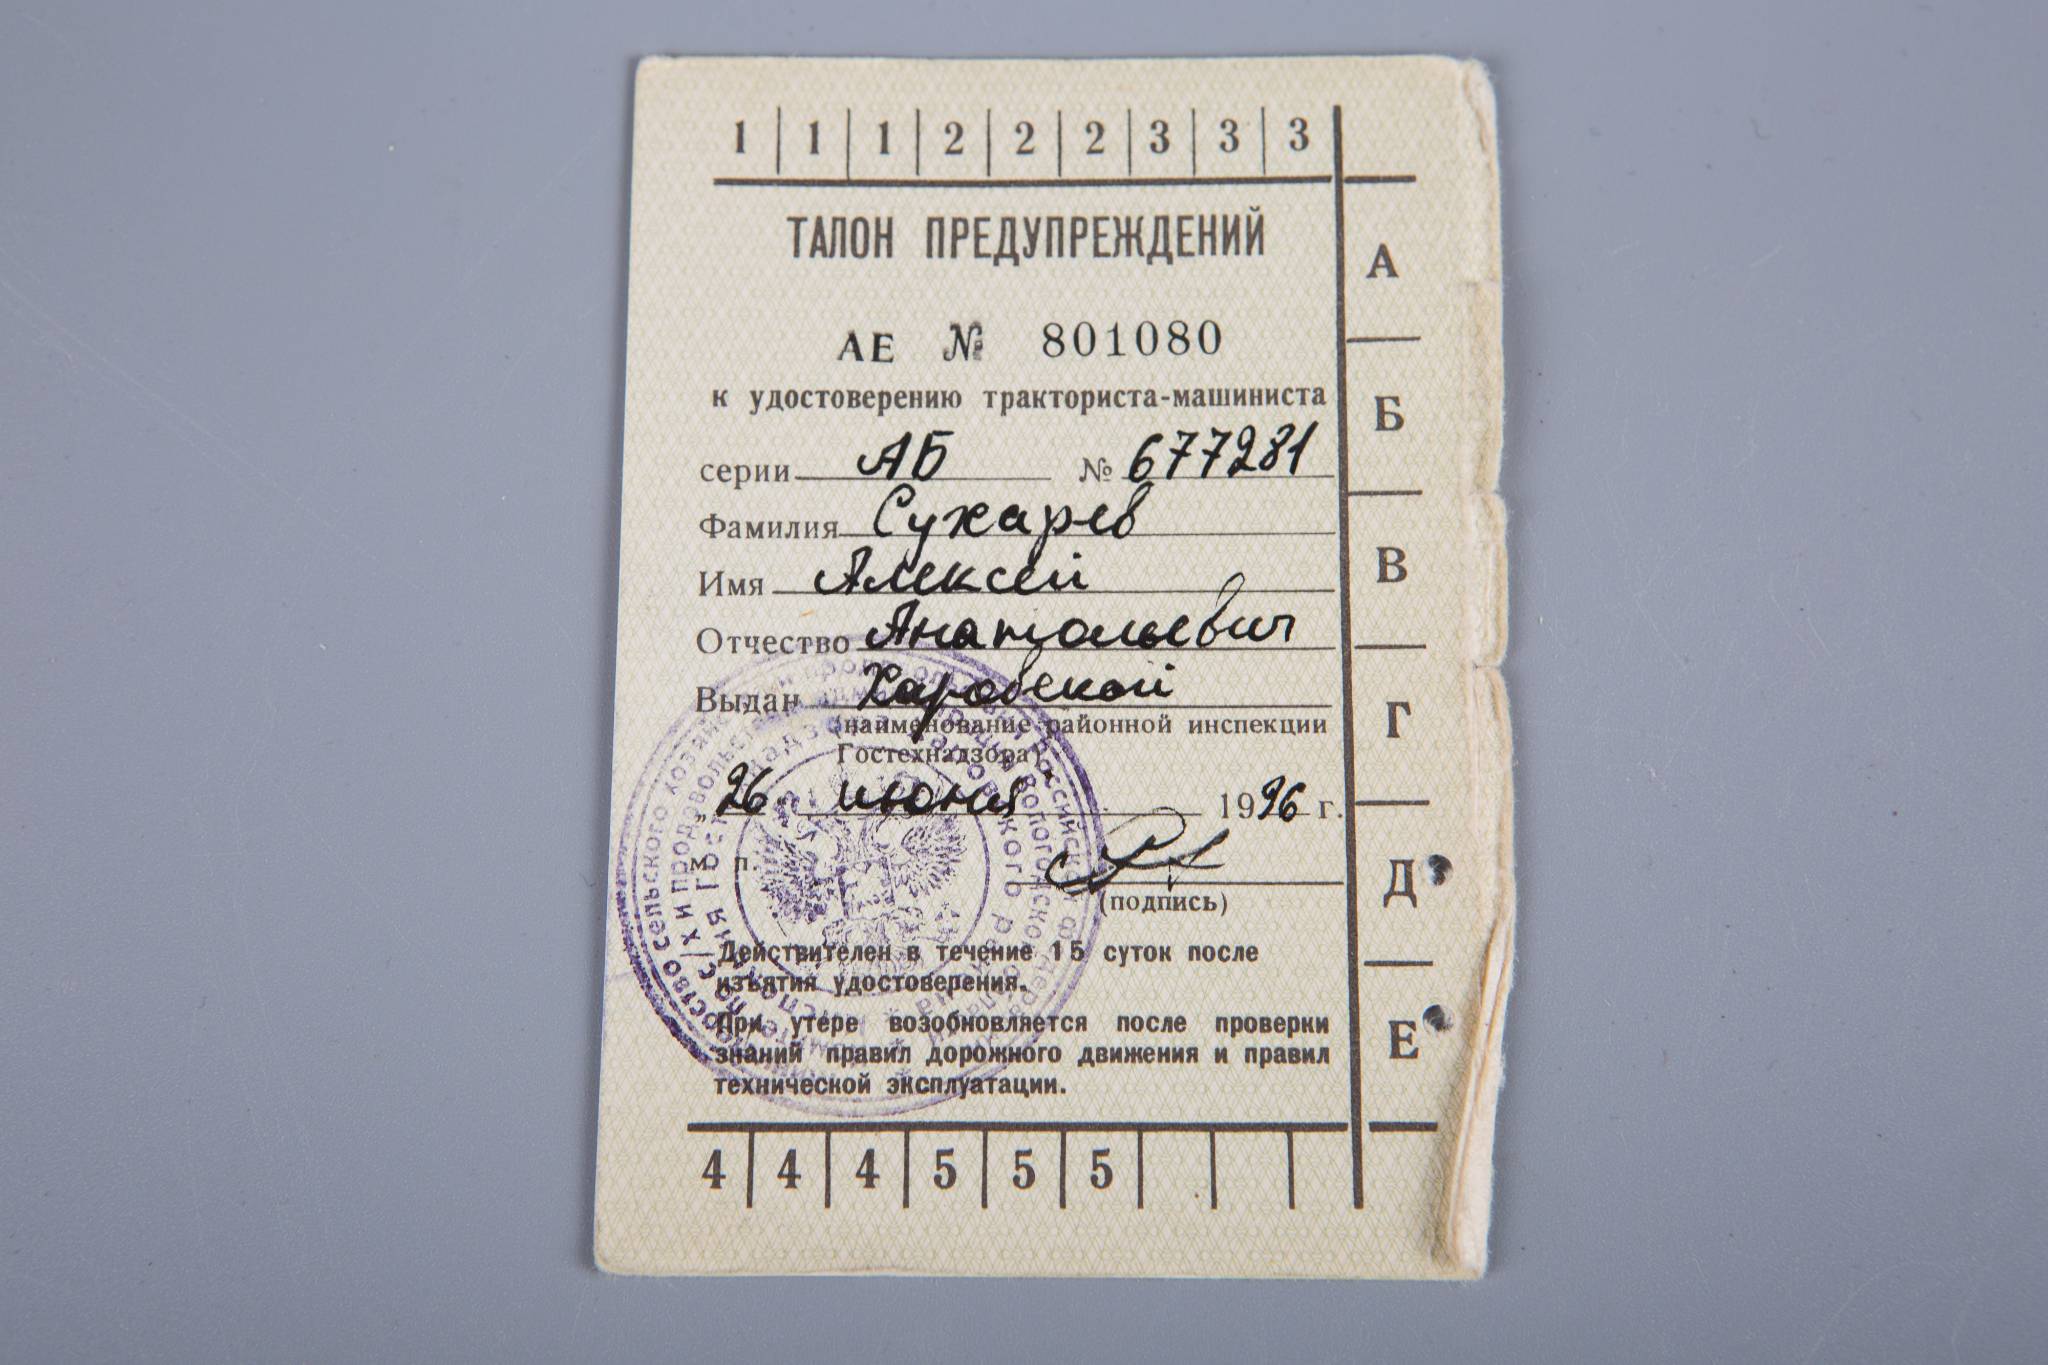 1 1 1 2 2 2 3 3 3
ТАЛОН ПРЕДУПРЕЖДЕНИЙ
АЕ № 801080
к удостоверению тракториста-машиниста
серии АБ № 677281
Фамилия Сухарев
Имя Алексей
Отчество Анатольевич
Выдан Харовской
(наименование районной инспекции
Гостехнадзора)
„26 июня 1996 г.
м. п.
(подпись)
Действителен в течение 15 суток после
изъятия удостоверения.
При утере возобновляется после проверки
знаний правил дорожного движения и правил
технической эксплуатации.
4 4 4 5 5 5
А
Б
В
Г
Д
Е